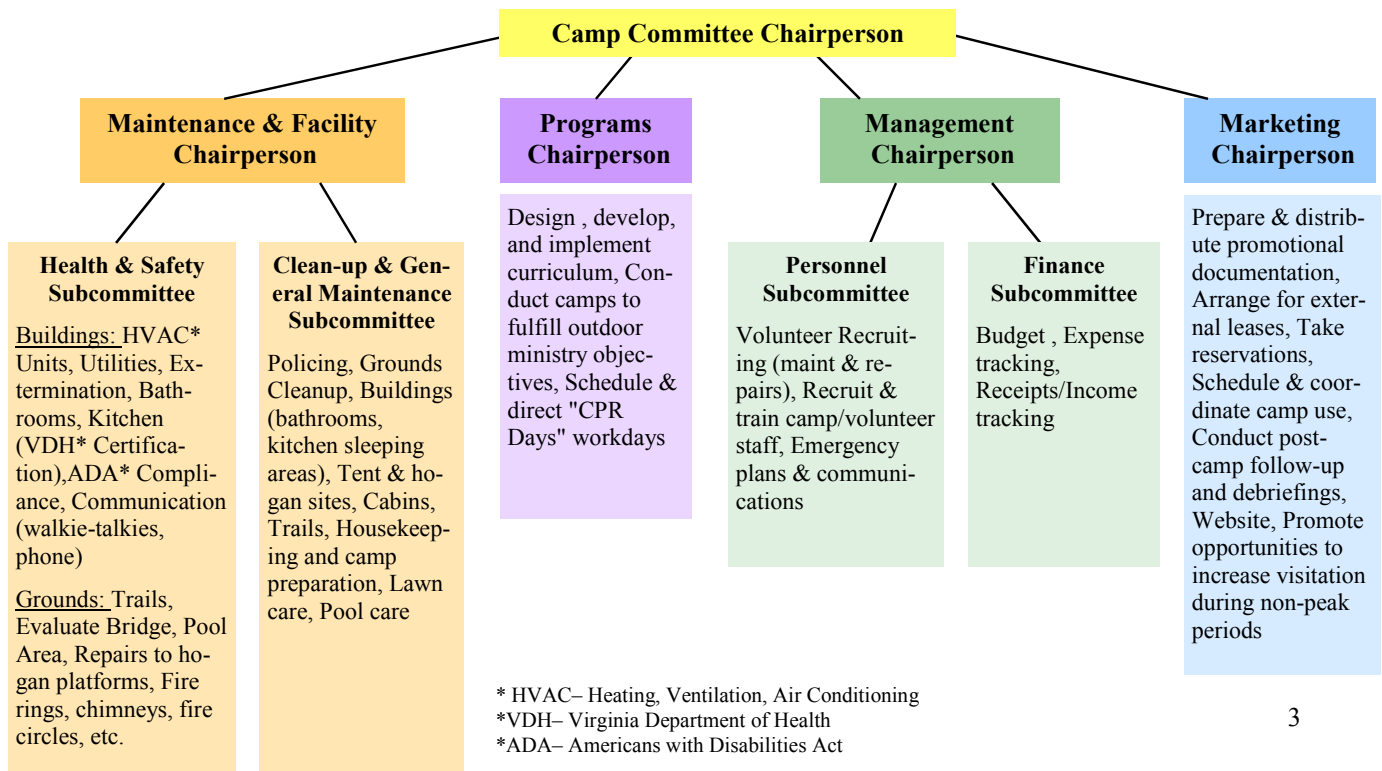 Camp Committee Chairperson
Maintenance & Facility
Chairperson
Programs
Chairperson
Management
Chairperson
Marketing
Chairperson
Health & Safety
Subcommittee
Buildings: HVAC*
Units, Utilities, Ex-
termination, Bath-
rooms, Kitchen
(VDH* Certifica-
tion),ADA* Compli-
ance, Communication
(walkie-talkies,
phone)
Grounds: Trails,
Evaluate Bridge, Pool
Area, Repairs to ho-
gan platforms, Fire
rings, chimneys, fire
circles, etc.
Clean-up & Gen-
eral Maintenance
Subcommittee
Policing, Grounds
Cleanup, Buildings
(bathrooms,
kitchen sleeping
areas), Tent & ho-
gan sites, Cabins,
Trails, Housekeep-
ing and camp
preparation, Lawn
care, Pool care
Design , develop,
and implement
curriculum, Con-
duct camps to
fulfill outdoor
ministry objec-
tives, Schedule &
direct "CPR
Days" workdays
Personnel
Subcommittee
Volunteer Recruit-
ing (maint & re-
pairs), Recruit &
train camp/volunteer
staff, Emergency
plans & communi-
cations
Finance
Subcommittee
Budget , Expense
tracking,
Receipts/Income
tracking
Prepare & distrib-
ute promotional
documentation,
Arrange for exter-
nal leases, Take
reservations,
Schedule & coor-
dinate camp use,
Conduct post-
camp follow-up
and debriefings,
Website, Promote
opportunities to
increase visitation
during non-peak
periods
* HVAC– Heating, Ventilation, Air Conditioning
*VDH– Virginia Department of Health
*ADA– Americans with Disabilities Act
3